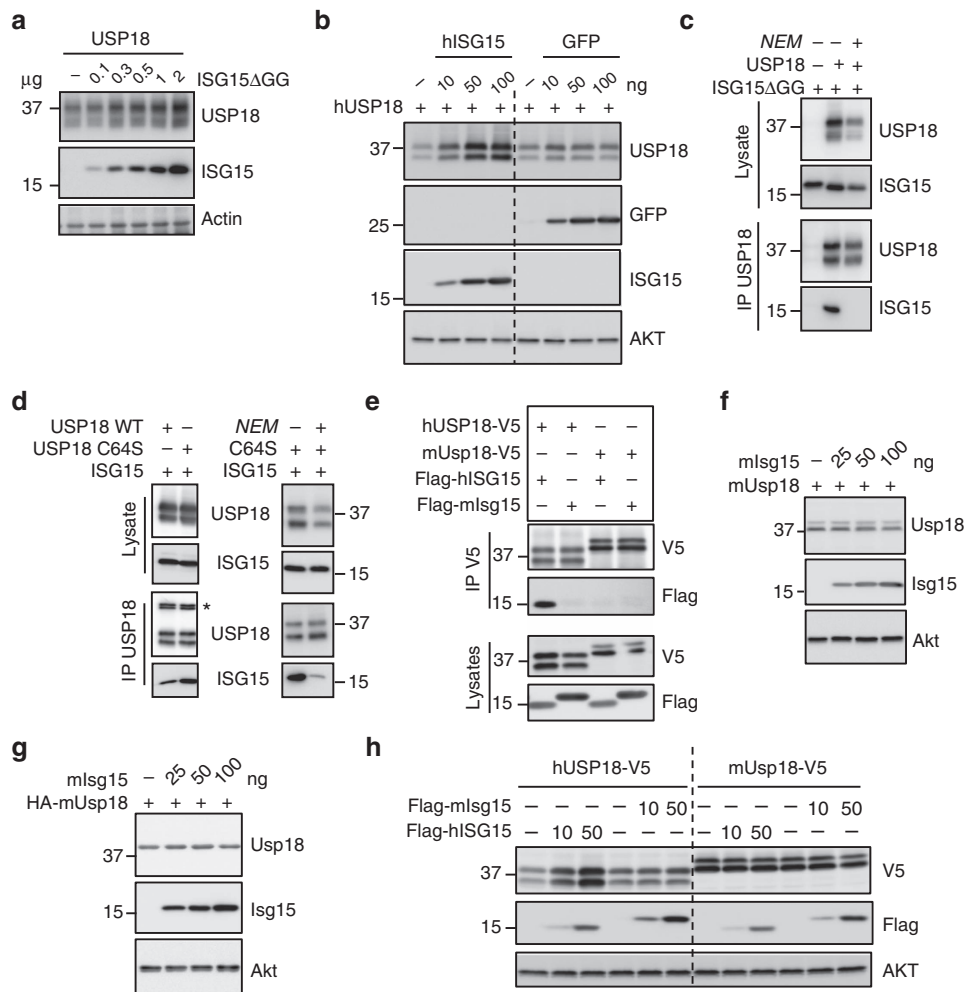 a
USP18
μg – 0.1 0.3 0.5 1 2 ISG15ΔGG
37 USP18
15 ISG15
Actin
b
hISG15 GFP
– 10 50 100 – 10 50 100 ng
hUSP18 + + + + + + + +
37 USP18
25 GFP
15 ISG15
AKT
c
NEM – – +
USP18 – + +
ISG15ΔGG + + +
Lysate
37 USP18
15 ISG15
IP USP18
37 USP18
15 ISG15
d
USP18 WT + –
USP18 C64S – +
ISG15 + +
NEM – +
C64S + +
ISG15 + +
Lysate
USP18 37
ISG15 15
IP USP18
*
USP18 37
ISG15 15
e
hUSP18-V5 + + – –
mUsp18-V5 – – + +
Flag-hISG15 + – + –
Flag-mIsg15 – + – +
IP V5
37 V5
15 Flag
Lysates
37 V5
15 Flag
f
mIsg15 – 25 50 100 ng
mUsp18 + + + +
37 Usp18
15 Isg15
Akt
g
mIsg15 – 25 50 100 ng
HA-mUsp18 + + + +
37 Usp18
15 Isg15
Akt
h
hUSP18-V5 mUsp18-V5
Flag-mIsg15 – – – – 10 50 – – – – 10 50
Flag-hISG15 – 10 50 – – – – 10 50 – – –
37 V5
15 Flag
AKT